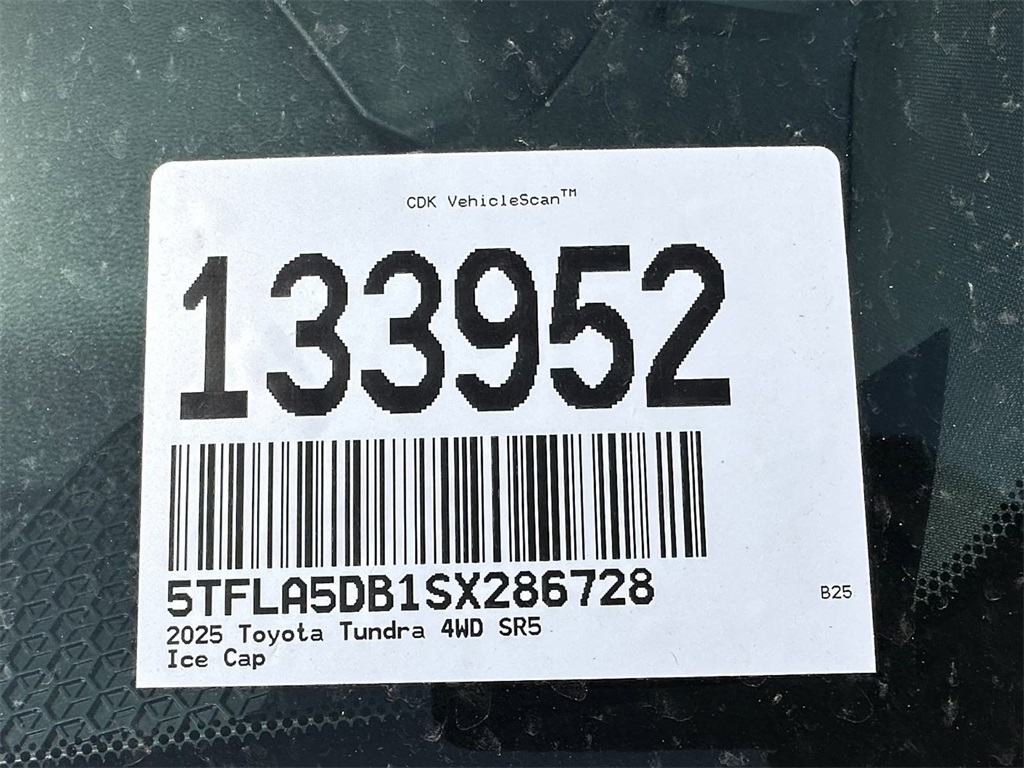 CDK VehicleScan™
133952
5TFLA5DB1SX286728
B25
2025 Toyota Tundra 4WD SR5
Ice Cap